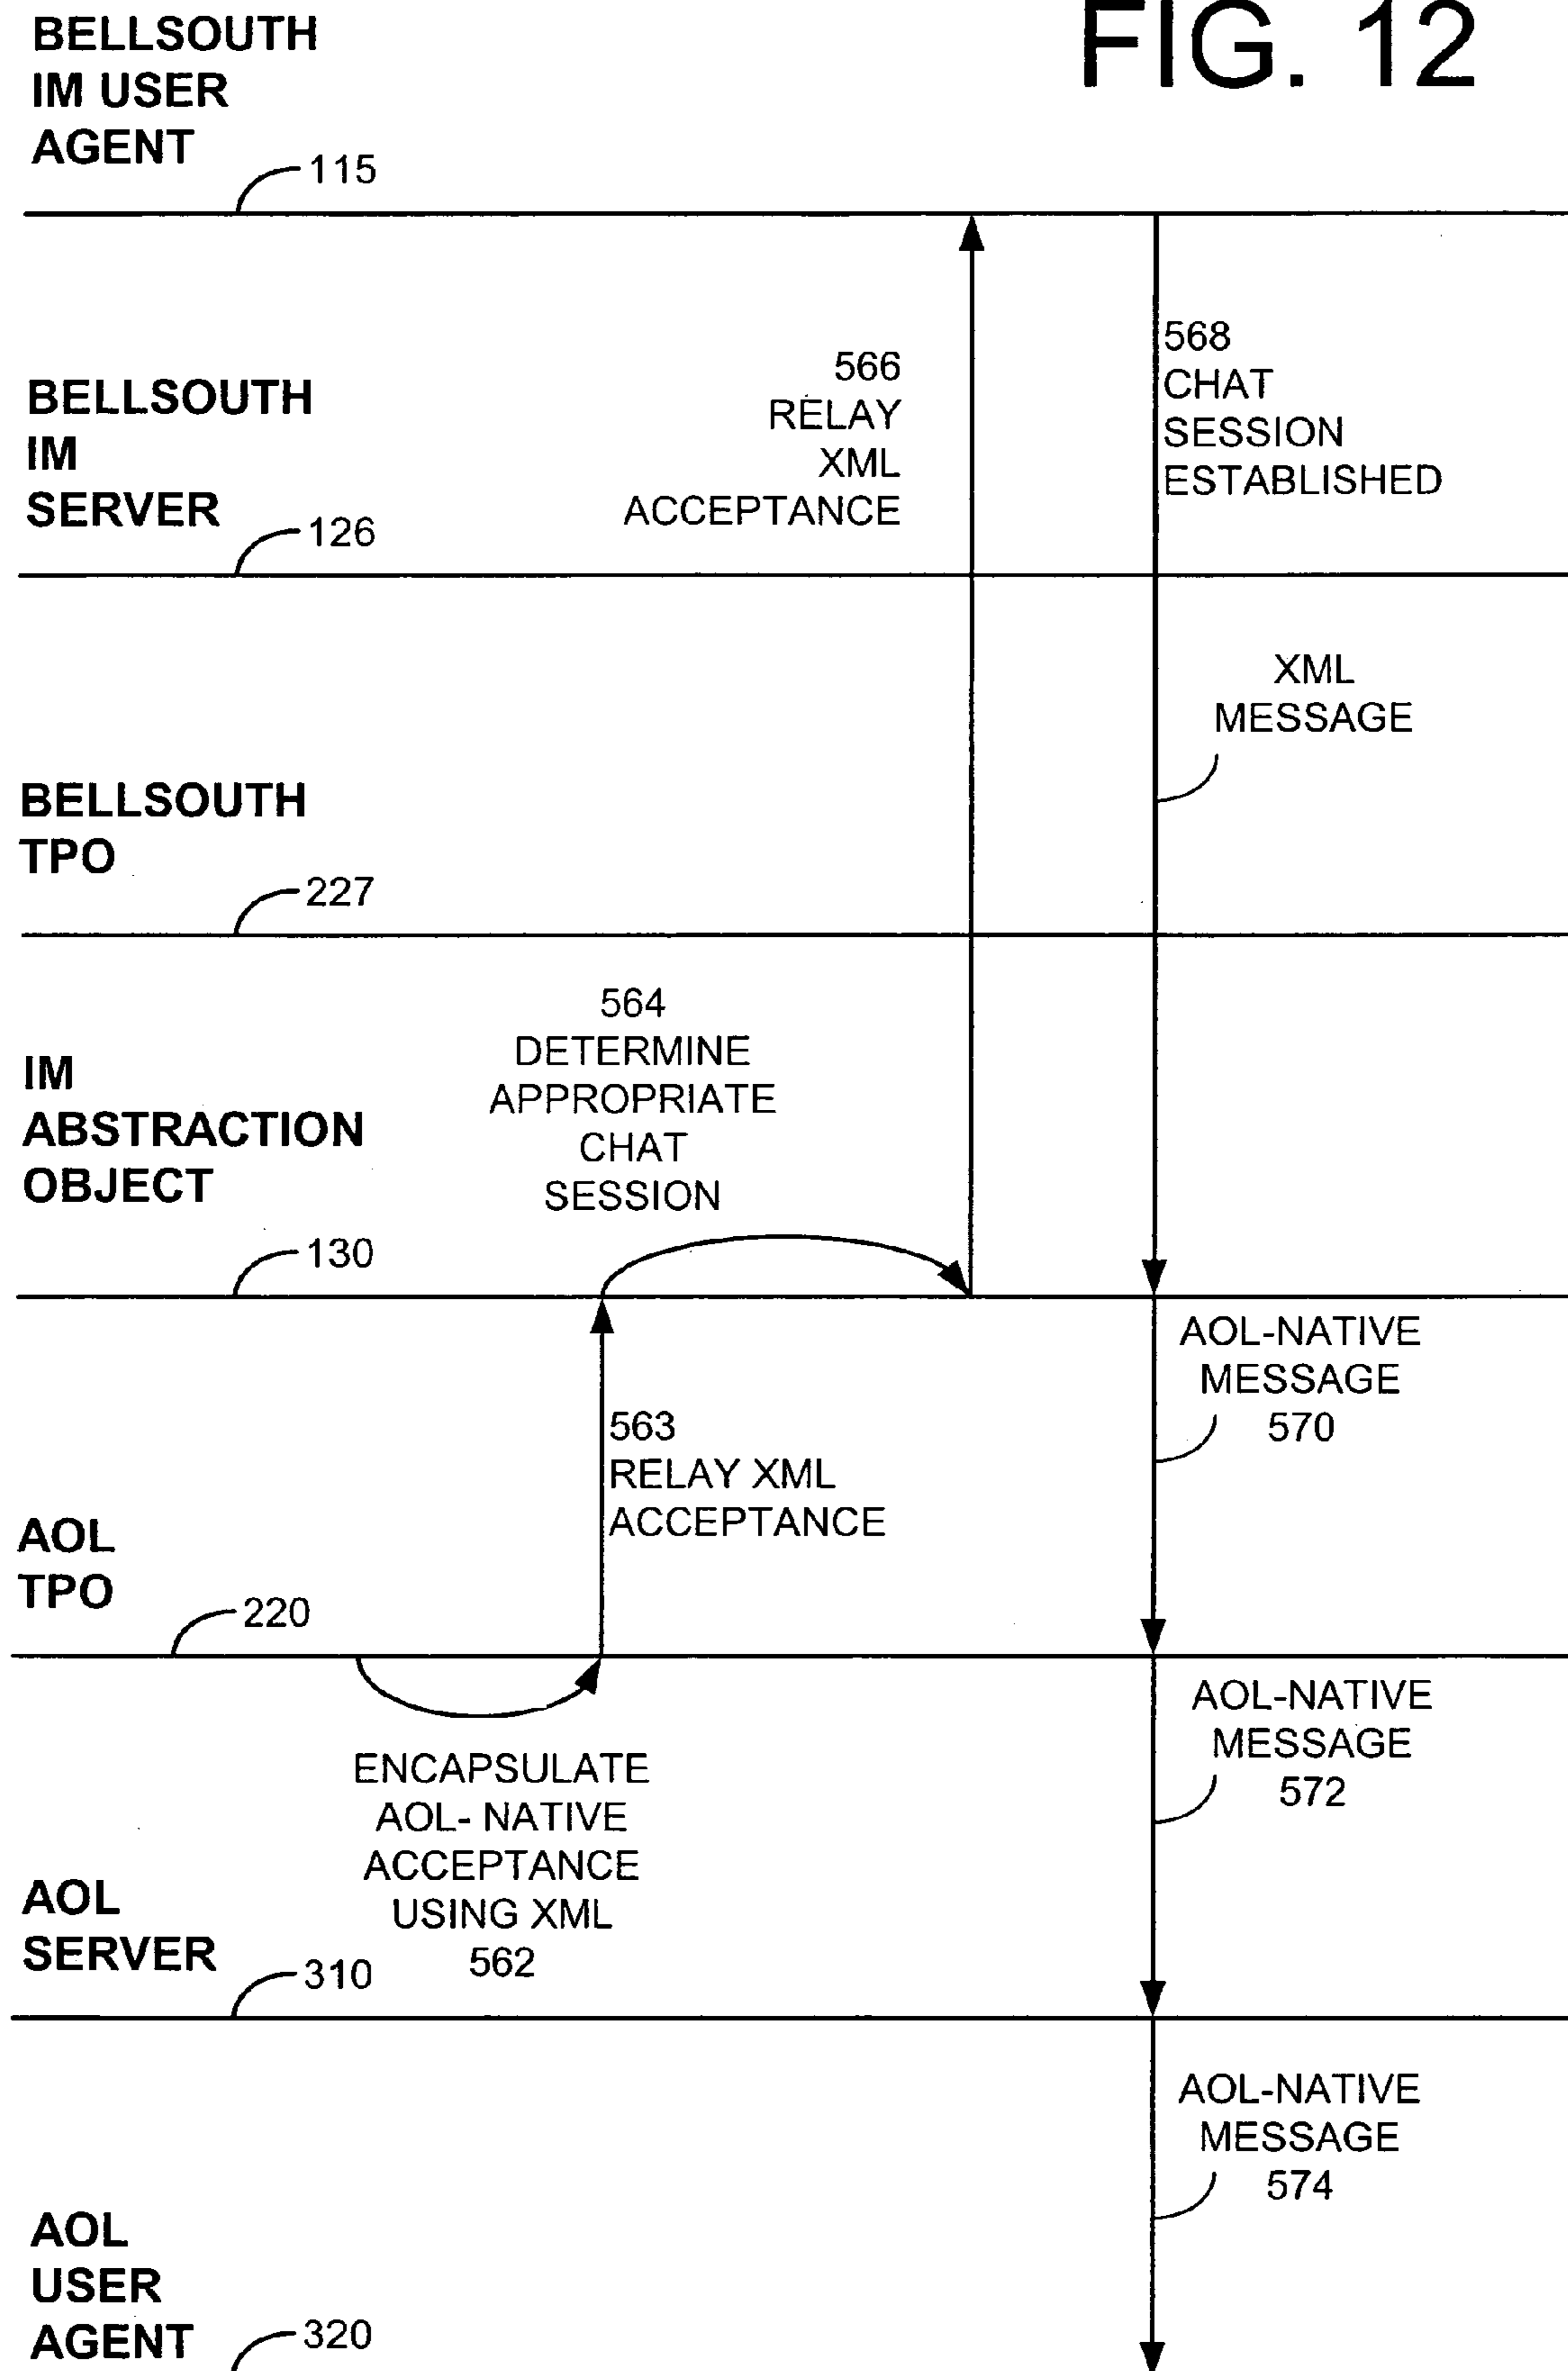 FIG. 12
BELLSOUTH
IM USER
AGENT
115
566
RELAY
XML
ACCEPTANCE
568
CHAT
SESSION
ESTABLISHED
BELLSOUTH
IM
SERVER
126
XML
MESSAGE
BELLSOUTH
TPO
227
564
DETERMINE
APPROPRIATE
CHAT
SESSION
IM
ABSTRACTION
OBJECT
130
AOL-NATIVE
MESSAGE
570
563
RELAY XML
ACCEPTANCE
AOL
TPO
220
AOL-NATIVE
MESSAGE
572
ENCAPSULATE
AOL- NATIVE
ACCEPTANCE
USING XML
562
AOL
SERVER
310
AOL-NATIVE
MESSAGE
574
AOL
USER
AGENT
320